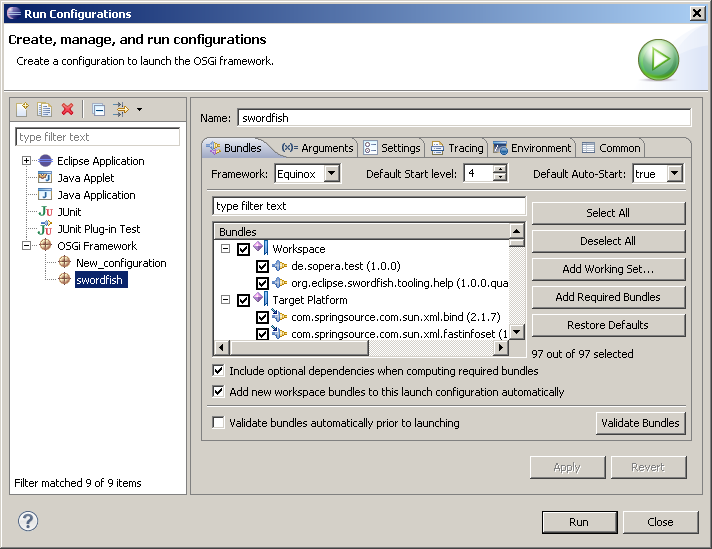 Run Configurations
Create, manage, and run configurations
Create a configuration to launch the OSGi framework.
type filter text
Eclipse Application
Java Applet
Java Application
JUnit
JUnit Plug-in Test
OSGi Framework
New_configuration
swordfish
Filter matched 9 of 9 items
Name: swordfish
Bundles (x)= Arguments Settings Tracing Environment Common
Framework: Equinox Default Start level: 4 Default Auto-Start: true
type filter text
Bundles
Workspace
de.sopera.test (1.0.0)
org.eclipse.swordfish.tooling.help (1.0.0.qua
Target Platform
com.springsource.com.sun.xml.bind (2.1.7)
com.springsource.com.sun.xml.fastinfoset (1
Select All
Deselect All
Add Working Set...
Add Required Bundles
Restore Defaults
97 out of 97 selected
Include optional dependencies when computing required bundles
Add new workspace bundles to this launch configuration automatically
Validate bundles automatically prior to launching
Validate Bundles
Apply Revert
? Run Close